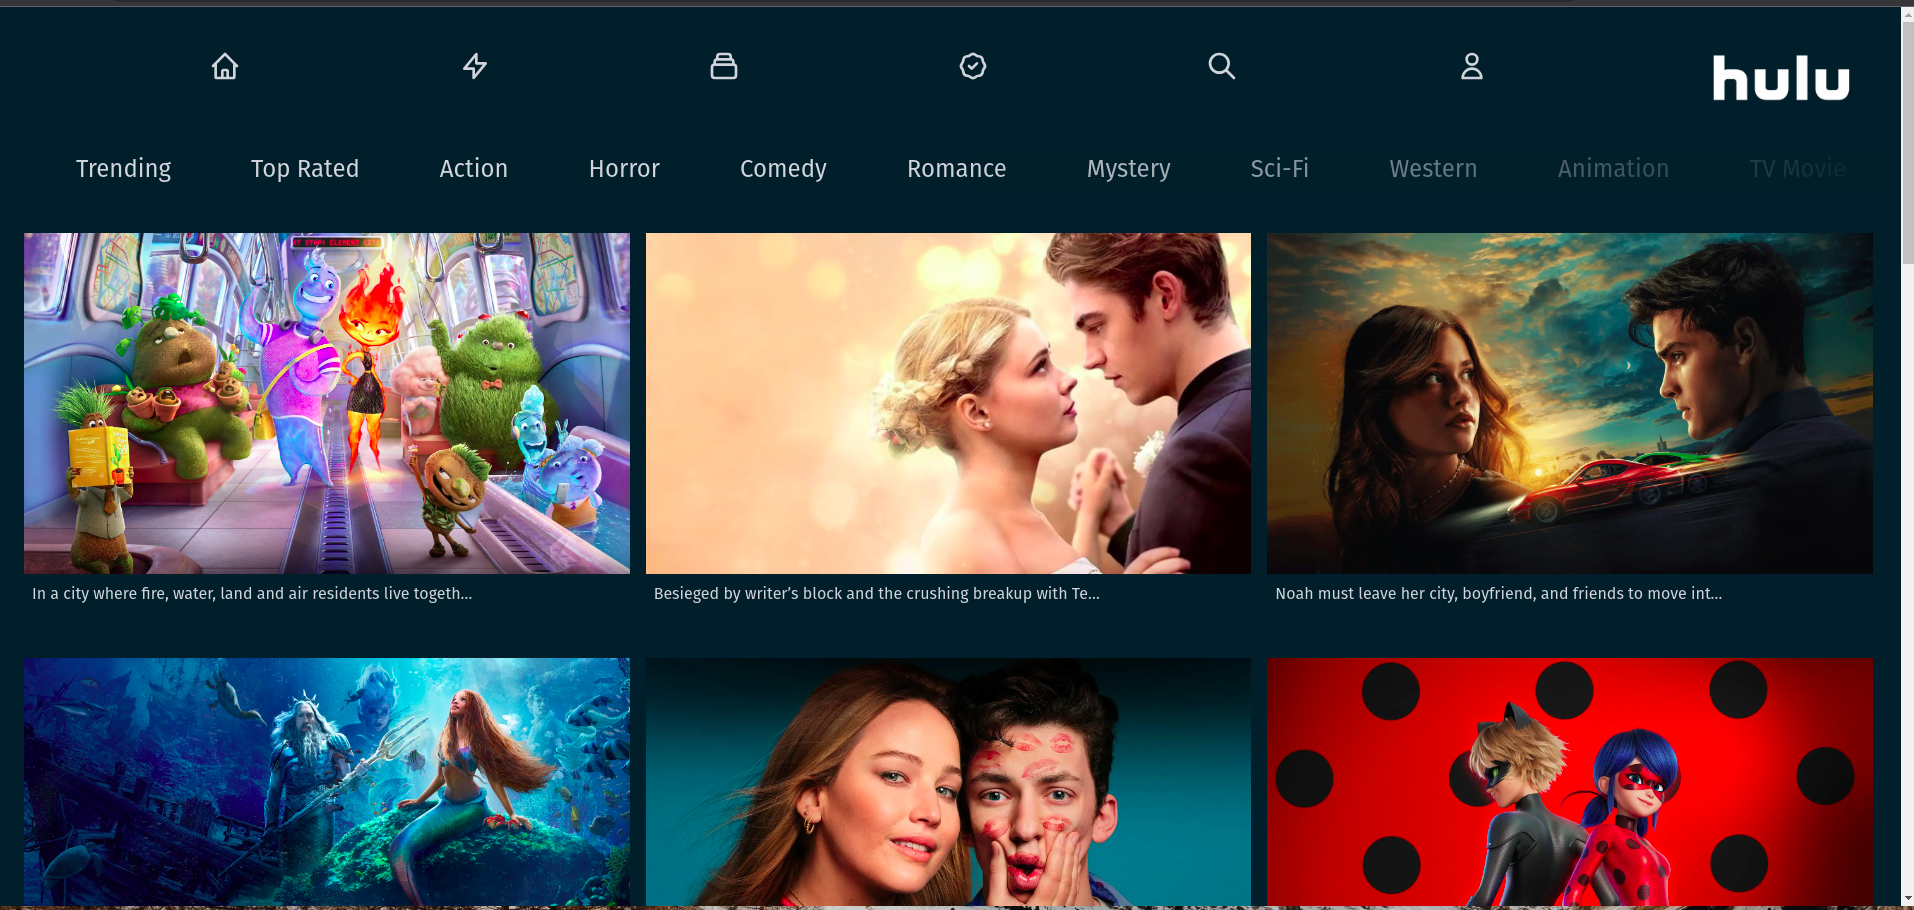 hulu
Trending Top Rated Action Horror Comedy Romance Mystery Sci-Fi Western Animation TV Movie
In a city where fire, water, land and air residents live togeth...
Besieged by writer’s block and the crushing breakup with Te...
Noah must leave her city, boyfriend, and friends to move int...